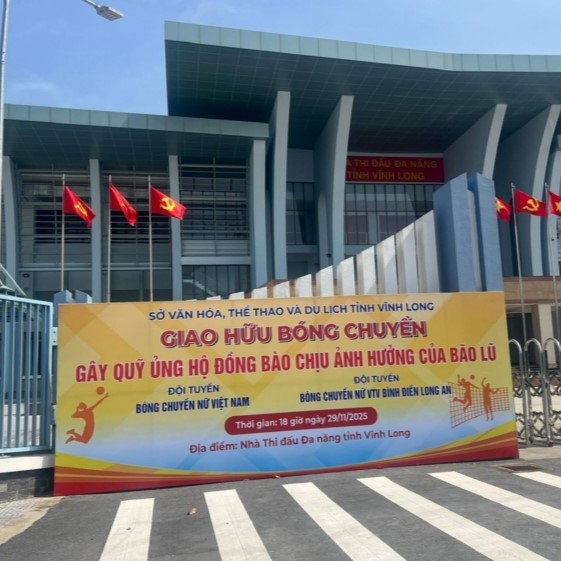 A THI ĐẤU ĐA NĂNG
TỈNH VĨNH LONG
SỞ VĂN HÓA, THỂ THAO VÀ DU LỊCH TỈNH VĨNH LONG
GIAO HỮU BÓNG CHUYỀN
GÂY QUỸ ỦNG HỘ ĐỒNG BÀO CHỊU ẢNH HƯỞNG CỦA BÃO LŨ
ĐỘI TUYỂN
BÓNG CHUYỀN NỮ VIỆT NAM
ĐỘI TUYỂN
BÓNG CHUYỀN NỮ VTV BÌNH ĐIỀN LONG AN
Thời gian: 18 giờ ngày 29/11/2025
Địa điểm: Nhà Thi đấu Đa năng tỉnh Vĩnh Long